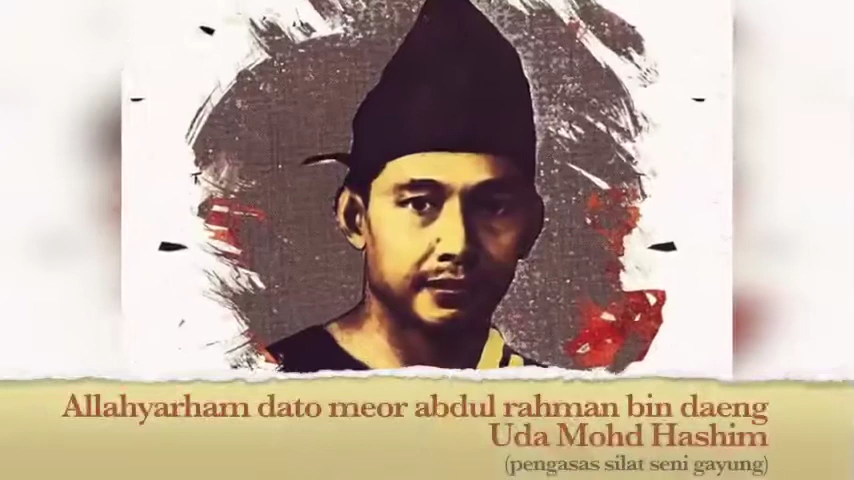 Allahyarham dato meor abdul rahman bin daeng
Uda Mohd Hashim
(pengasas silat seni gayung)